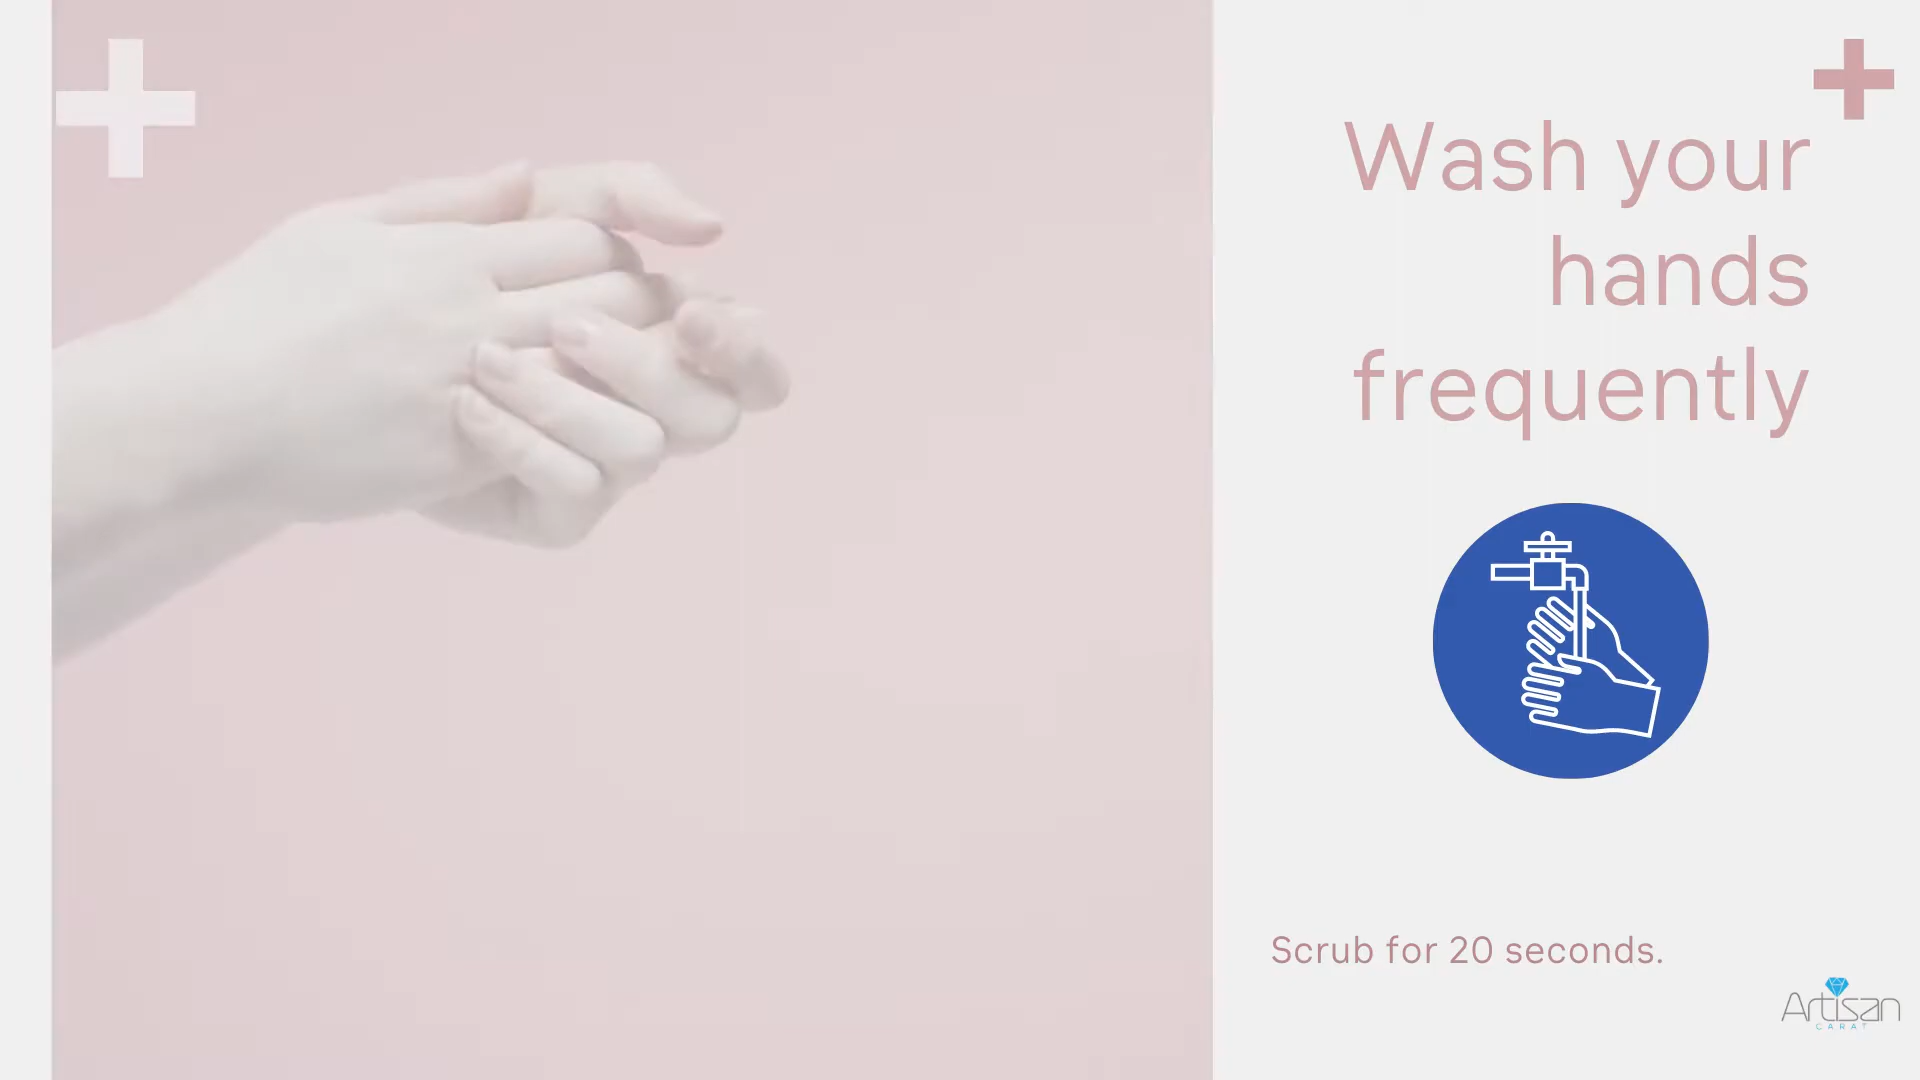 Wash your
hands
frequently
Scrub for 20 seconds.
Artisan
CARAT